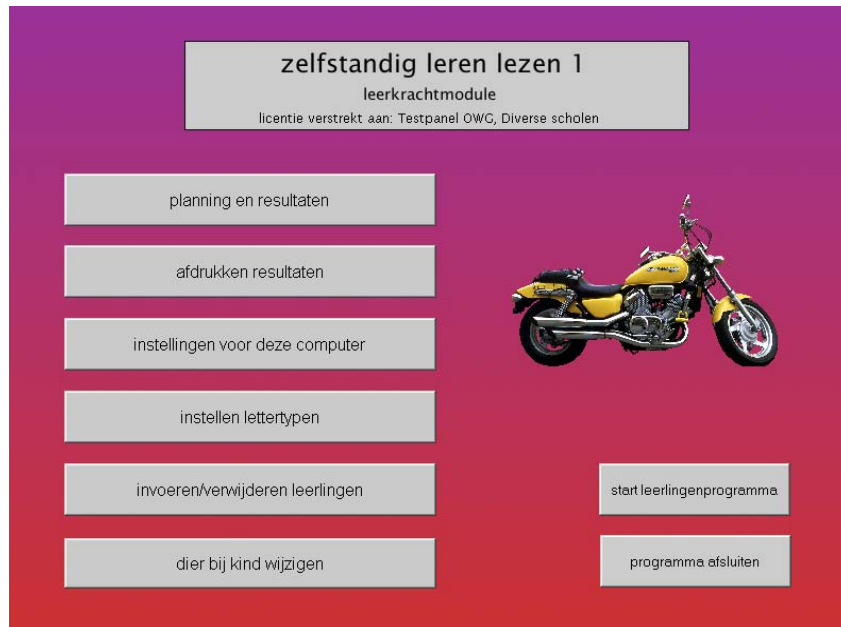 zelfstandig leren lezen 1
leerkrachtmodule
licentie verstrekt aan: Testpanel OWG, Diverse scholen
planning en resultaten
afdrukken resultaten
instellingen voor deze computer
instellen lettertypen
invoeren/verwijderen leerlingen
dier bij kind wijzigen
start leerlingenprogramma
programma afsluiten